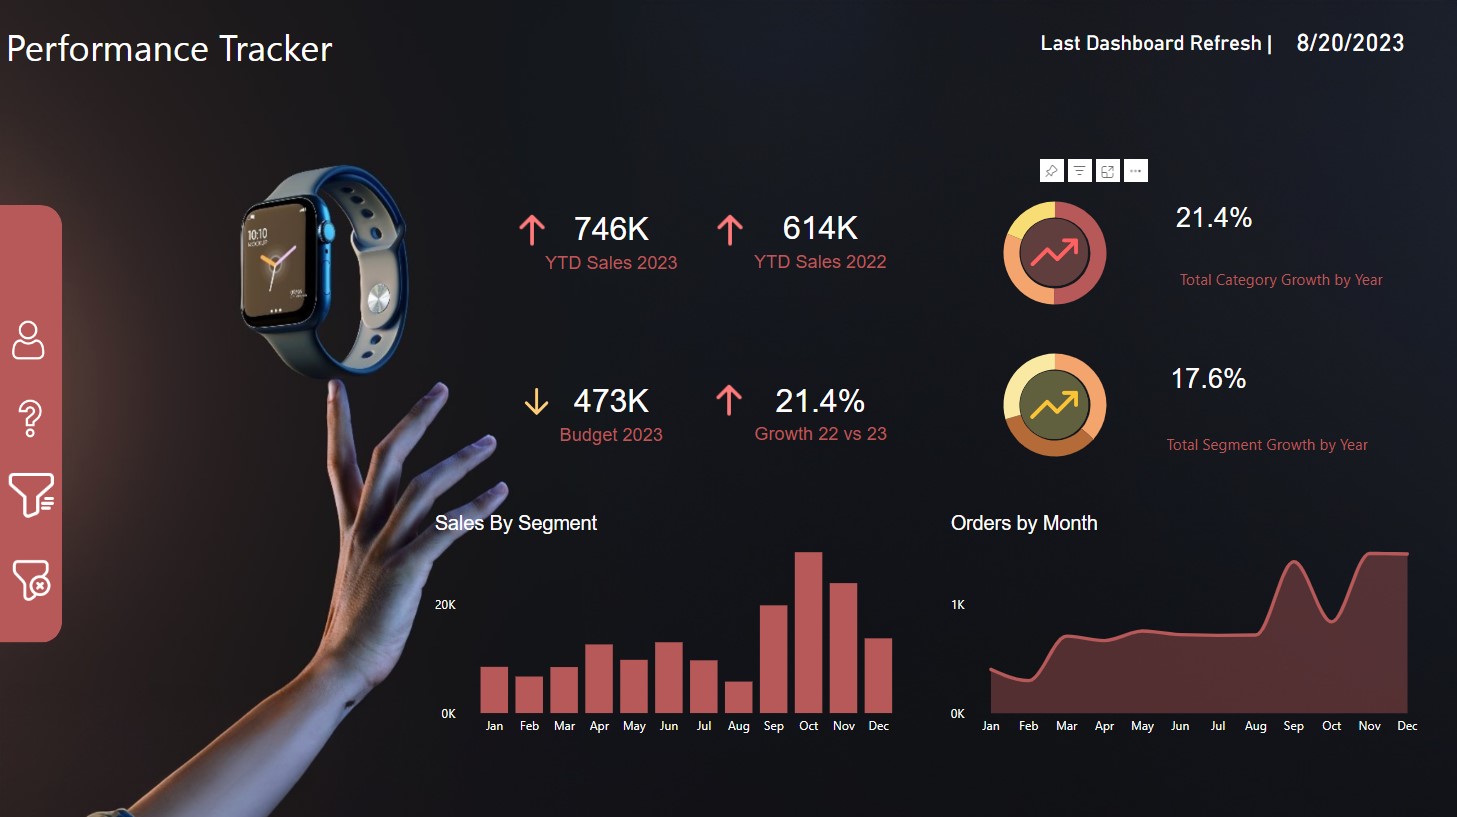 Performance Tracker
Last Dashboard Refresh | 8/20/2023
10:10
MOCKUP
746K
YTD Sales 2023
614K
YTD Sales 2022
21.4%
Total Category Growth by Year
473K
Budget 2023
21.4%
Growth 22 vs 23
17.6%
Total Segment Growth by Year
Sales By Segment
20K
0K
Jan Feb Mar Apr May Jun Jul Aug Sep Oct Nov Dec
Orders by Month
1K
0K
Jan Feb Mar Apr May Jun Jul Aug Sep Oct Nov Dec